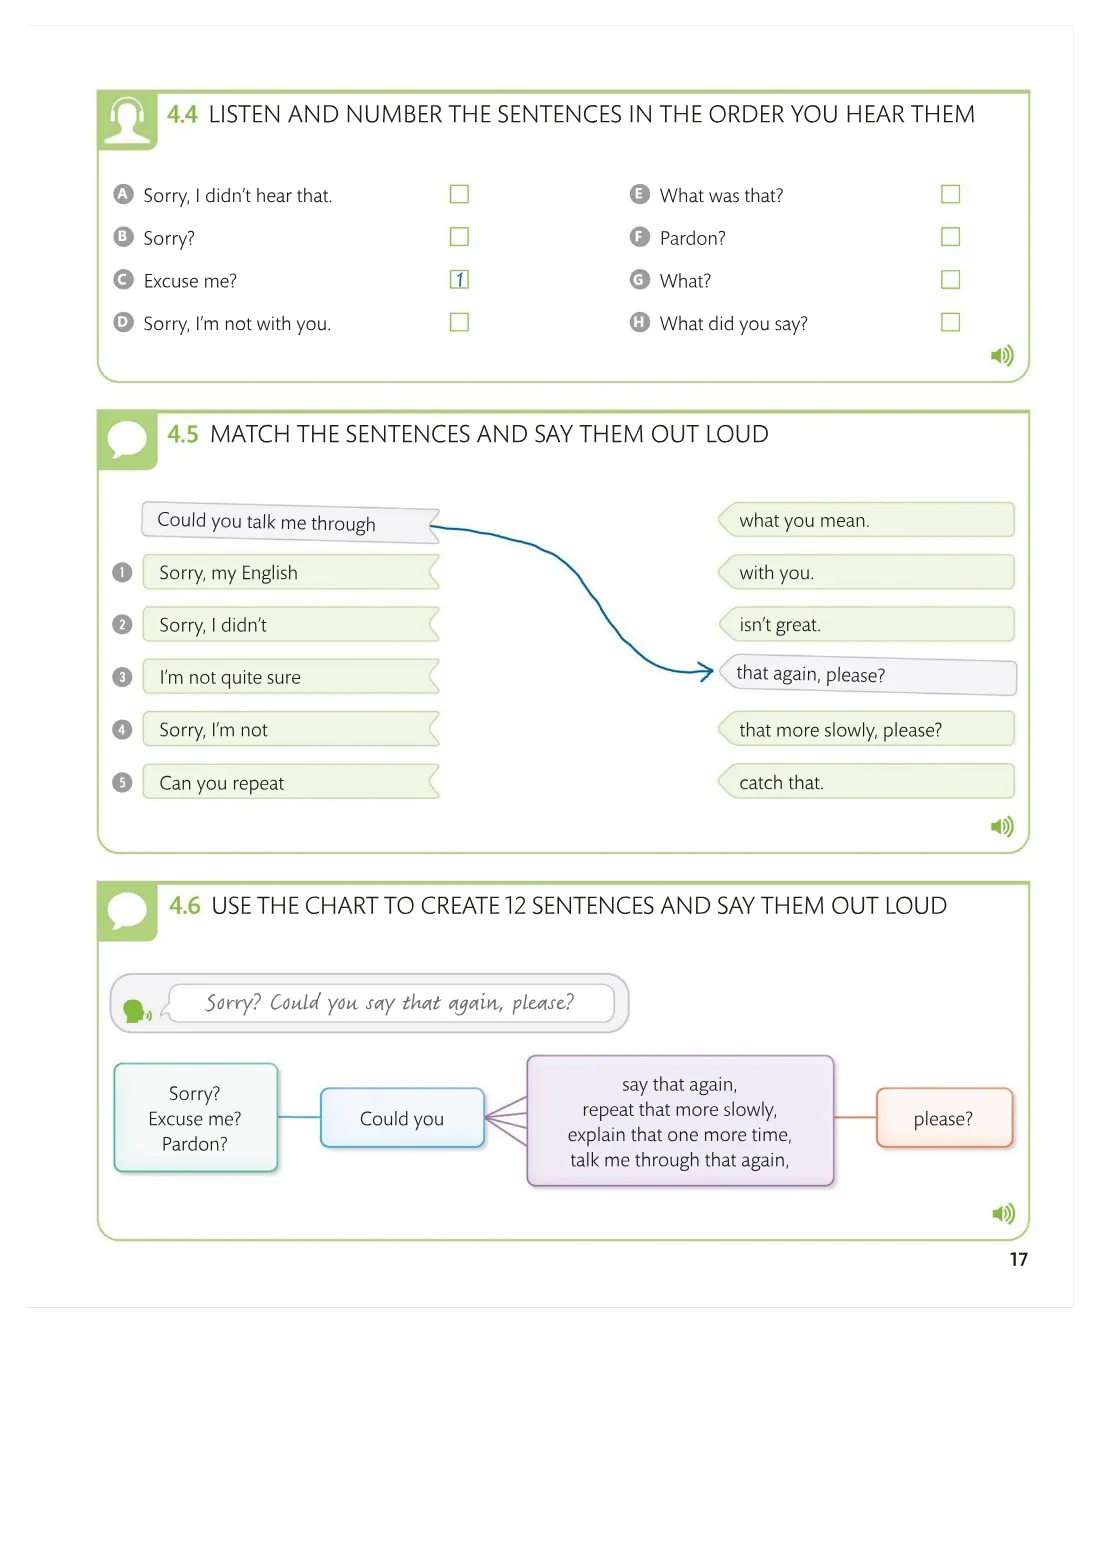 4.4 LISTEN AND NUMBER THE SENTENCES IN THE ORDER YOU HEAR THEM
A Sorry, I didn't hear that.
B Sorry?
C Excuse me? 1
D Sorry, I'm not with you.
E What was that?
F Pardon?
G What?
H What did you say?
4.5 MATCH THE SENTENCES AND SAY THEM OUT LOUD
Could you talk me through
1 Sorry, my English
2 Sorry, I didn't
3 I'm not quite sure
4 Sorry, I'm not
5 Can you repeat
what you mean.
with you.
isn't great.
that again, please?
that more slowly, please?
catch that.
4.6 USE THE CHART TO CREATE 12 SENTENCES AND SAY THEM OUT LOUD
Sorry? Could you say that again, please?
Sorry?
Excuse me?
Pardon?
Could you
say that again,
repeat that more slowly,
explain that one more time,
talk me through that again,
please?
17